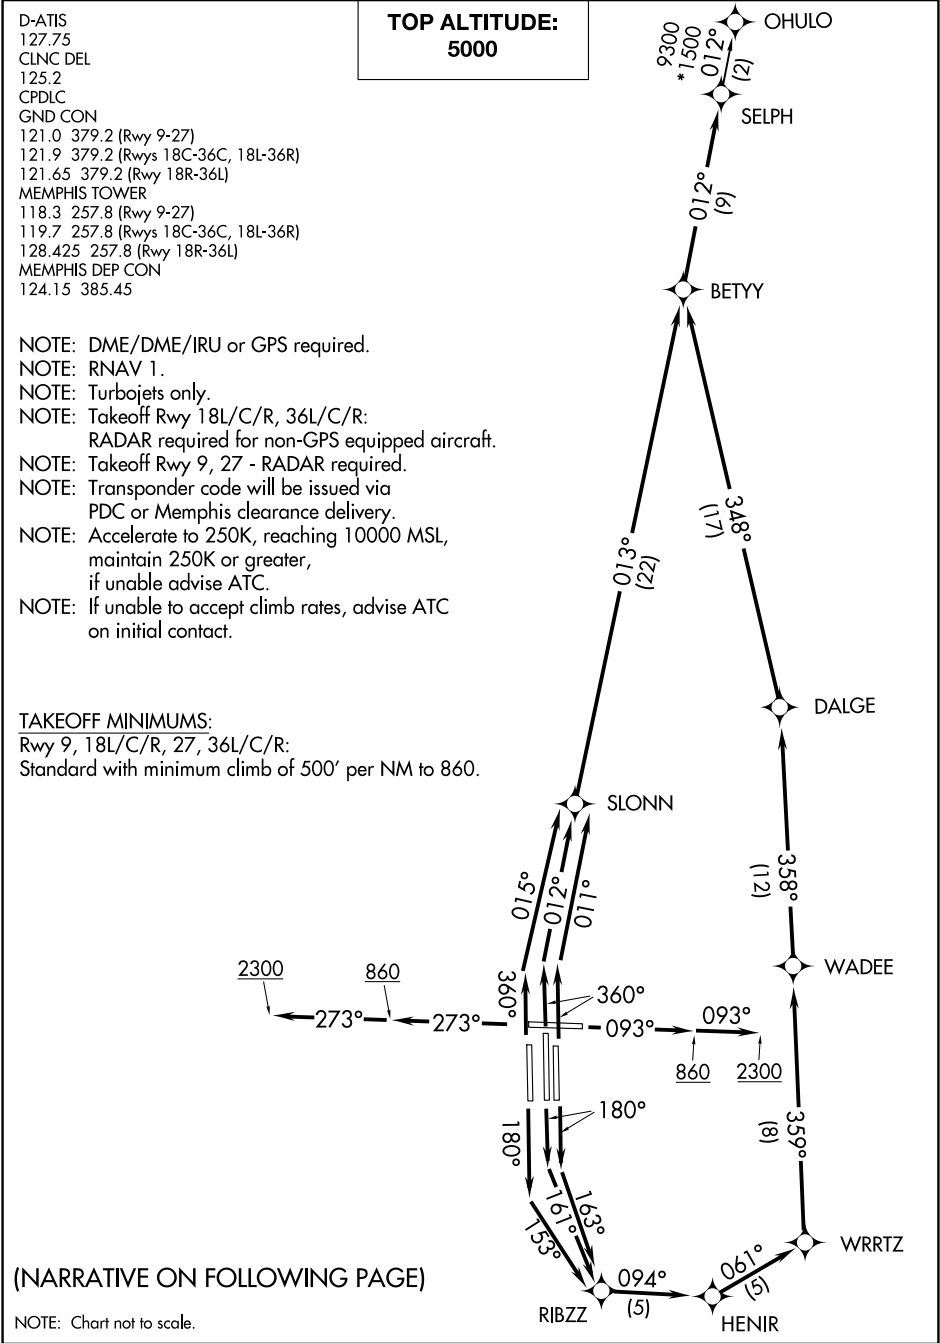 D-ATIS
127.75
CLNC DEL
125.2
CPDLC
GND CON
121.0 379.2 (Rwy 9-27)
121.9 379.2 (Rwys 18C-36C, 18L-36R)
121.65 379.2 (Rwy 18R-36L)
MEMPHIS TOWER
118.3 257.8 (Rwy 9-27)
119.7 257.8 (Rwys 18C-36C, 18L-36R)
128.425 257.8 (Rwy 18R-36L)
MEMPHIS DEP CON
124.15 385.45
TOP ALTITUDE:
5000
NOTE: DME/DME/IRU or GPS required.
NOTE: RNAV 1.
NOTE: Turbojets only.
NOTE: Takeoff Rwy 18L/C/R, 36L/C/R:
RADAR required for non-GPS equipped aircraft.
NOTE: Takeoff Rwy 9, 27 - RADAR required.
NOTE: Transponder code will be issued via
PDC or Memphis clearance delivery.
NOTE: Accelerate to 250K, reaching 10000 MSL,
maintain 250K or greater,
if unable advise ATC.
NOTE: If unable to accept climb rates, advise ATC
on initial contact.
TAKEOFF MINIMUMS:
Rwy 9, 18L/C/R, 27, 36L/C/R:
Standard with minimum climb of 500' per NM to 860.
OHULO
9300
*1500
012°
(2)
SELPH
012°
(9)
BETYY
013°
(22)
348°
(17)
DALGE
SLONN
015°
012°
011°
358°
(12)
WADEE
2300
860
360°
360°
273°
273°
093°
093°
860
2300
180°
180°
359°
(8)
153°
161°
163°
WRRTZ
061°
(5)
094°
(5)
RIBZZ
HENIR
(NARRATIVE ON FOLLOWING PAGE)
NOTE: Chart not to scale.